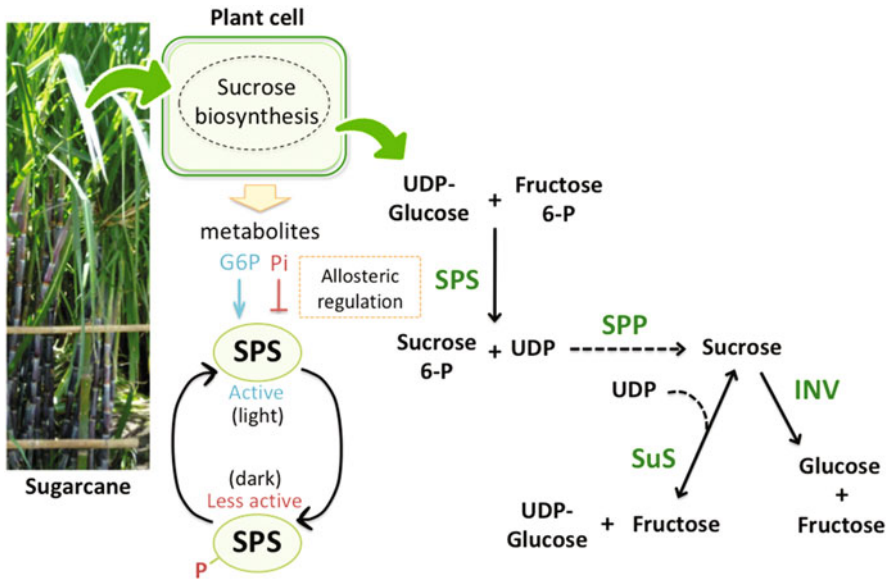 Plant cell
Sucrose
biosynthesis
Sugarcane
metabolites
G6P Pi
Allosteric
regulation
SPS
Active
(light)
(dark)
Less active
SPS
P
UDP-
Glucose
+
Fructose
6-P
SPS
Sucrose
6-P
+ UDP
SPP
Sucrose
UDP
SuS
INV
UDP-
Glucose
+ Fructose
Glucose
+
Fructose